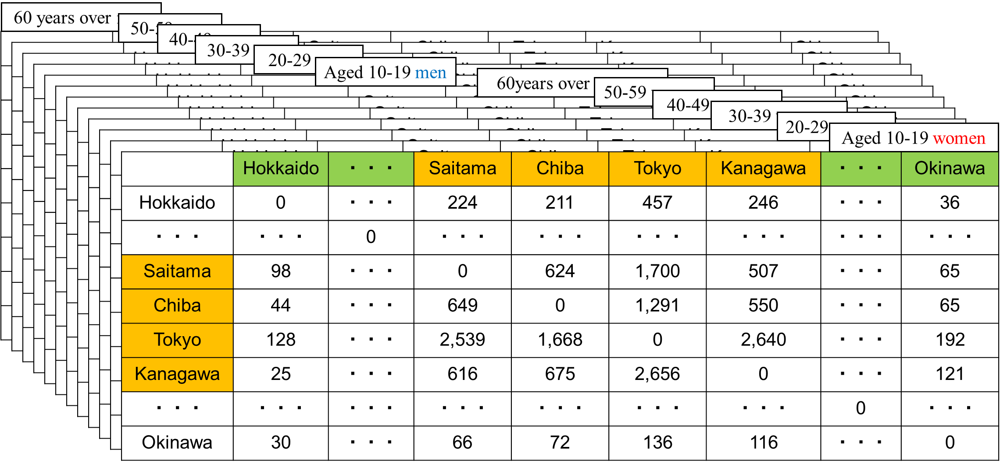 60 years over
50-59
40-4
30-39
20-29
Aged 10-19 men
60years over
50-59
40-49
30-39
20-29
Aged 10-19 women
Hokkaido ・・・ Saitama Chiba Tokyo Kanagawa ・・・ Okinawa
Hokkaido 0 ・・・ 224 211 457 246 ・・・ 36
・・・ ・・・ 0 ・・・ ・・・ ・・・ ・・・ ・・・ ・・・
Saitama 98 ・・・ 0 624 1,700 507 ・・・ 65
Chiba 44 ・・・ 649 0 1,291 550 ・・・ 65
Tokyo 128 ・・・ 2,539 1,668 0 2,640 ・・・ 192
Kanagawa 25 ・・・ 616 675 2,656 0 ・・・ 121
・・・ ・・・ ・・・ ・・・ ・・・ ・・・ ・・・ 0 ・・・
Okinawa 30 ・・・ 66 72 136 116 ・・・ 0